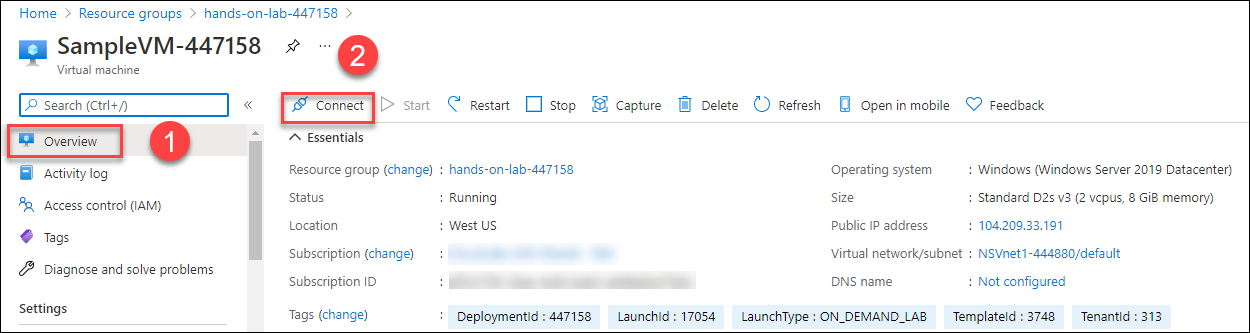 Home > Resource groups > hands-on-lab-447158 >
SampleVM-447158
Virtual machine
2
Search (Ctrl+/)
«
Connect
Start
Restart
Stop
Capture
Delete
Refresh
Open in mobile
Feedback
Overview
1
Activity log
Access control (IAM)
Tags
Diagnose and solve problems
Settings
Essentials
Resource group (change) : hands-on-lab-447158
Status : Running
Location : West US
Subscription (change) :
Subscription ID :
Operating system : Windows (Windows Server 2019 Datacenter)
Size : Standard D2s v3 (2 vcpus, 8 GiB memory)
Public IP address : 104.209.33.191
Virtual network/subnet : NSVnet1-444880/default
DNS name : Not configured
Tags (change) : DeploymentId : 447158 LaunchId : 17054 LaunchType : ON_DEMAND_LAB TemplateId : 3748 TenantId : 313